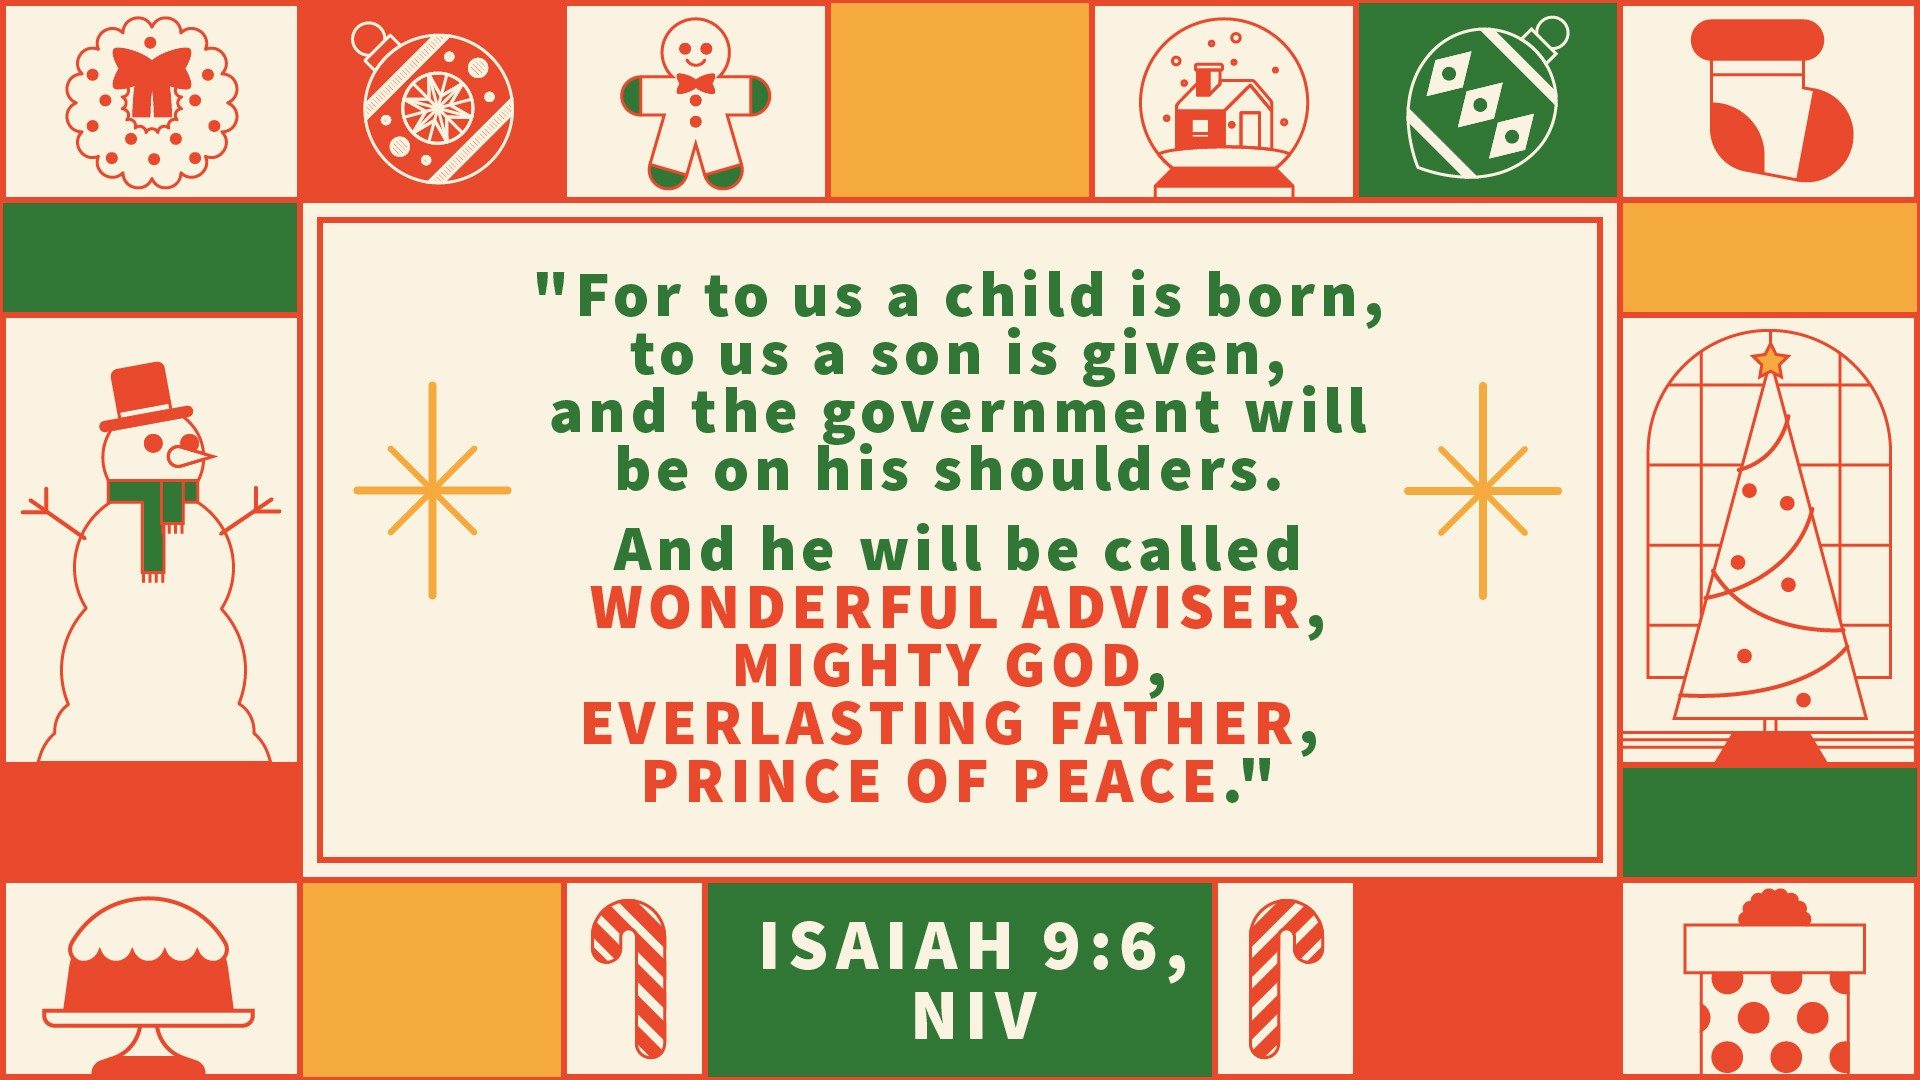 "For to us a child is born,
to us a son is given,
and the government will
be on his shoulders.
And he will be called
WONDERFUL ADVISER,
MIGHTY GOD,
EVERLASTING FATHER,
PRINCE OF PEACE."
ISAIAH 9:6,
NIV